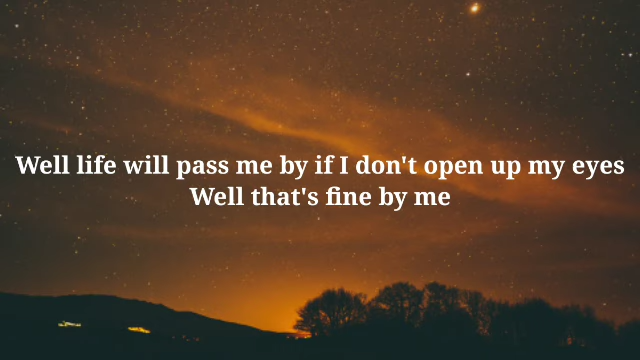 Well life will pass me by if I don't open up my eyes
Well that's fine by me